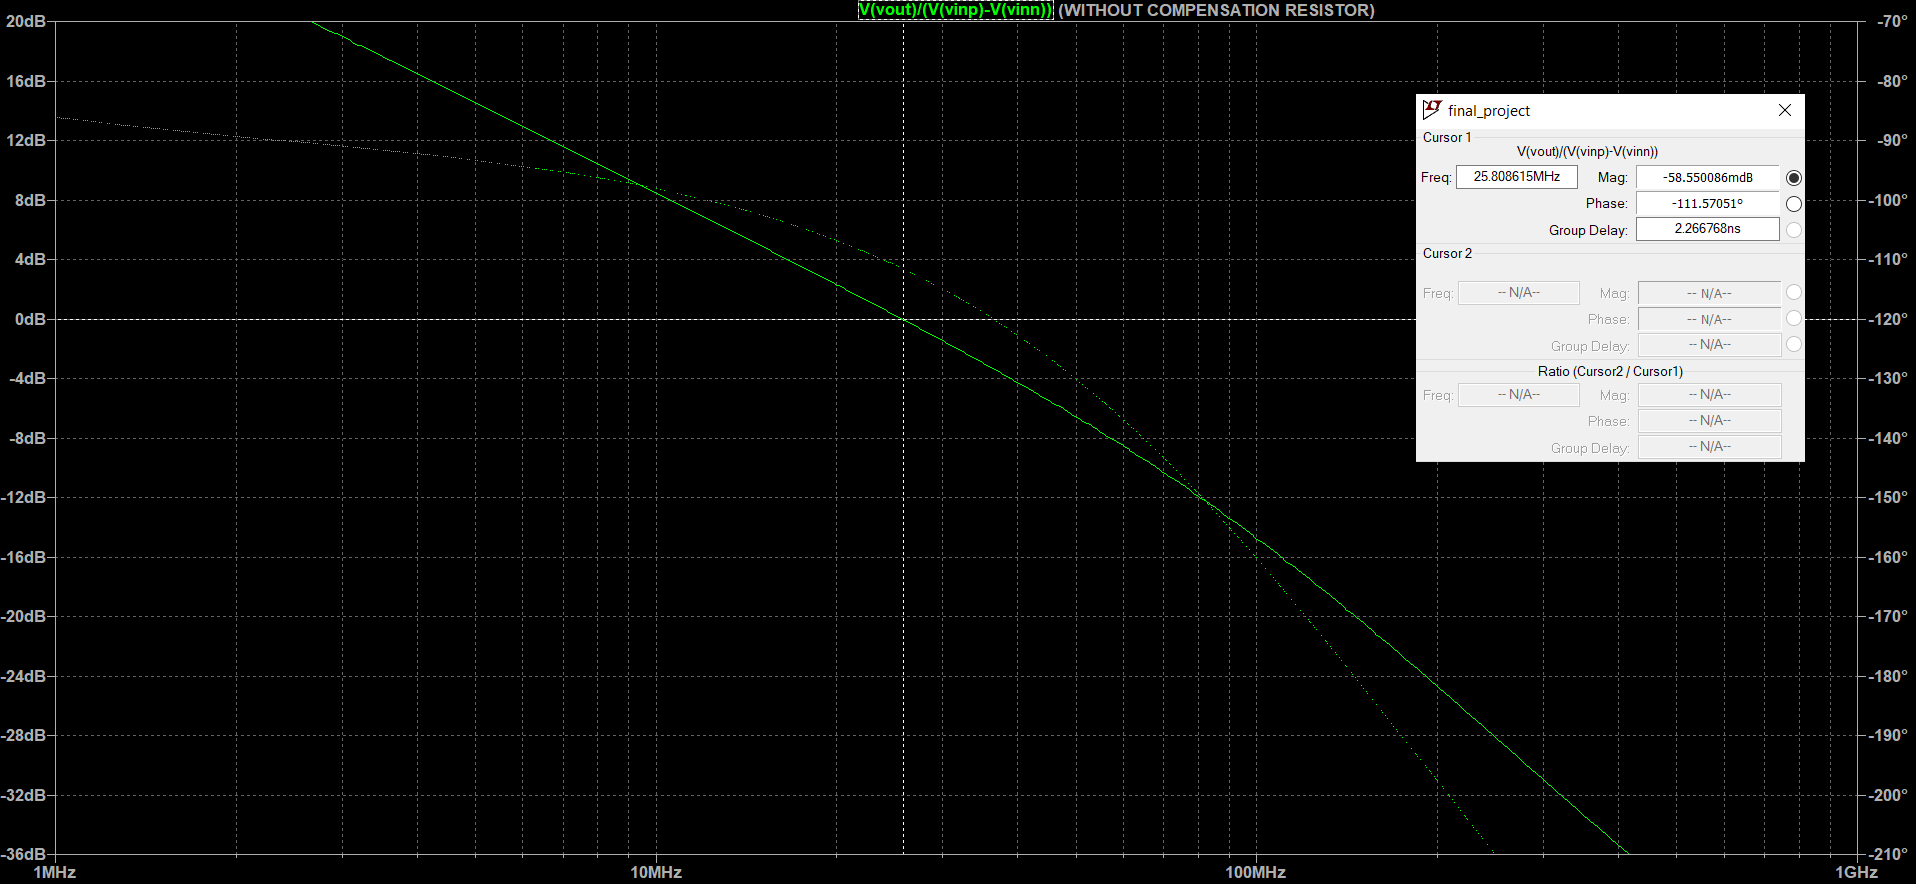 V(vout)/(V(vinp)-V(vinn)) (WITHOUT COMPENSATION RESISTOR)
20dB -70°
16dB -80°
12dB -90°
8dB -100°
4dB -110°
0dB -120°
-4dB -130°
-8dB -140°
-12dB -150°
-16dB -160°
-20dB -170°
-24dB -180°
-28dB -190°
-32dB -200°
-36dB -210°
1MHz 10MHz 100MHz 1GHz
final_project
Cursor 1
V(vout)/(V(vinp)-V(vinn))
Freq: 25.808615MHz Mag: -58.550086mdB
Phase: -111.57051°
Group Delay: 2.266768ns
Cursor 2
Freq: -- N/A-- Mag: -- N/A--
Phase: -- N/A--
Group Delay: -- N/A--
Ratio (Cursor2 / Cursor1)
Freq: -- N/A-- Mag: -- N/A--
Phase: -- N/A--
Group Delay: -- N/A--